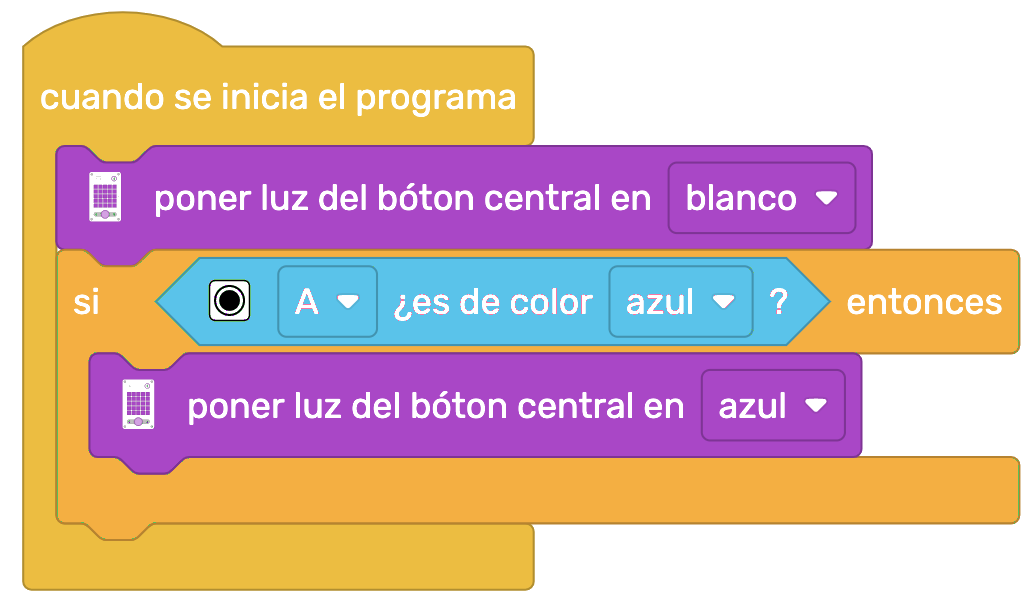 cuando se inicia el programa
poner luz del bóton central en blanco
si A ¿es de color azul ? entonces
poner luz del bóton central en azul